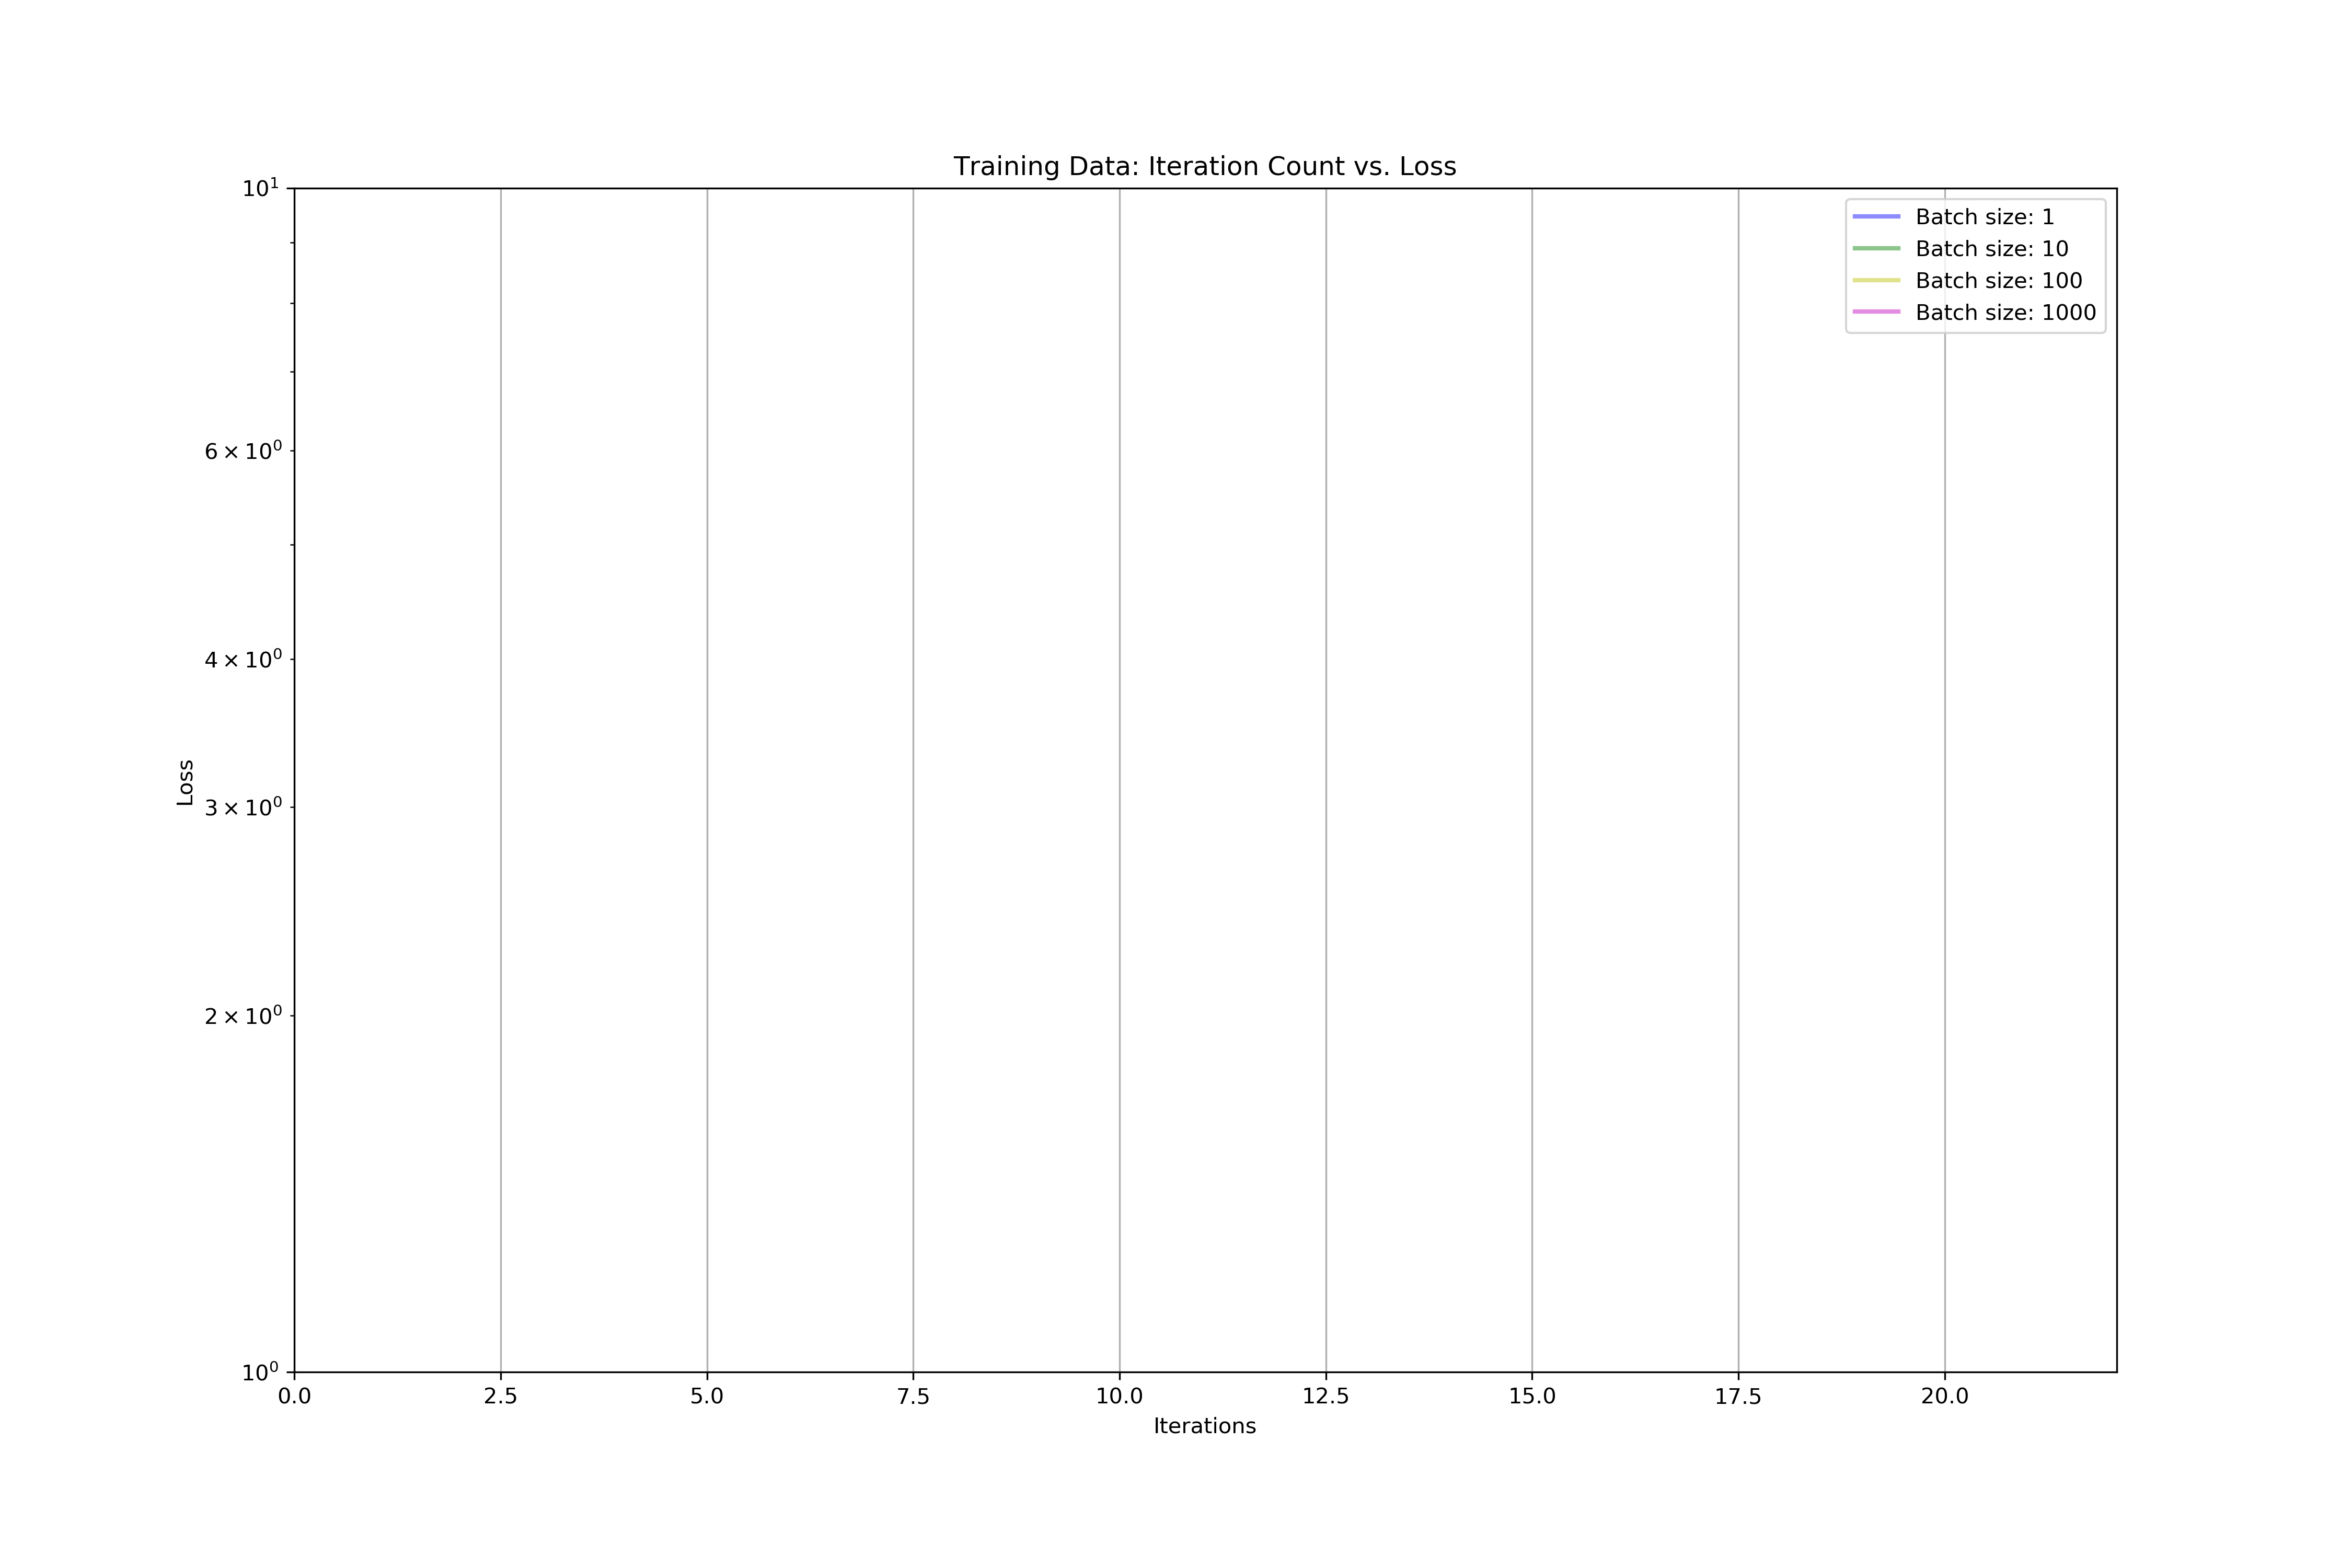 Training Data: Iteration Count vs. Loss
10¹
6 × 10⁰
4 × 10⁰
3 × 10⁰
2 × 10⁰
10⁰
Loss
Batch size: 1
Batch size: 10
Batch size: 100
Batch size: 1000
0.0 2.5 5.0 7.5 10.0 12.5 15.0 17.5 20.0
Iterations